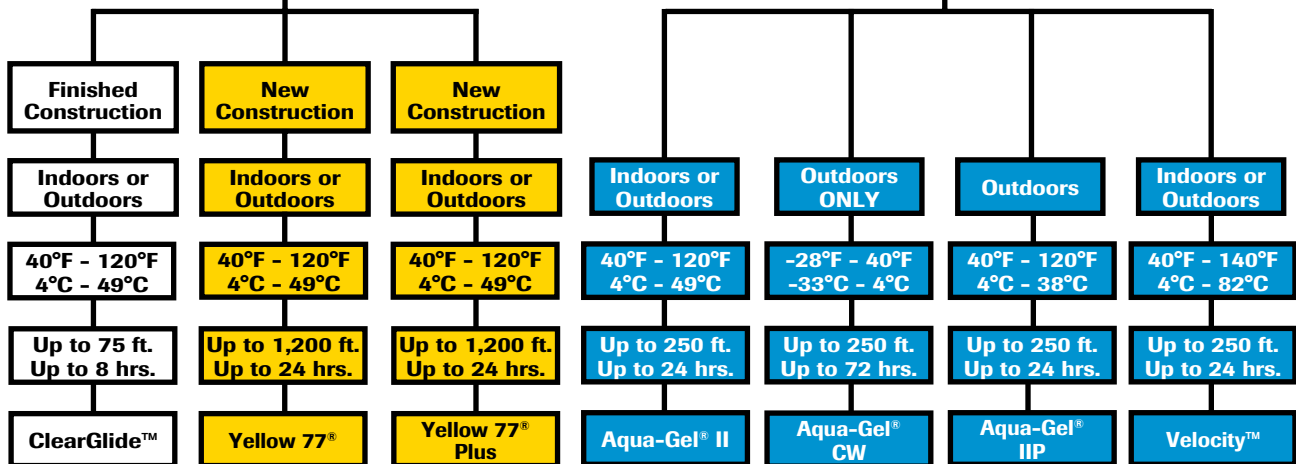 Finished
Construction
New
Construction
New
Construction
Indoors or
Outdoors
Indoors or
Outdoors
Indoors or
Outdoors
Indoors or
Outdoors
Outdoors
ONLY
Outdoors
Indoors or
Outdoors
40°F - 120°F
4°C - 49°C
40°F - 120°F
4°C - 49°C
40°F - 120°F
4°C - 49°C
40°F - 120°F
4°C - 49°C
-28°F - 40°F
-33°C - 4°C
40°F - 120°F
4°C - 38°C
40°F - 140°F
4°C - 82°C
Up to 75 ft.
Up to 8 hrs.
Up to 1,200 ft.
Up to 24 hrs.
Up to 1,200 ft.
Up to 24 hrs.
Up to 250 ft.
Up to 24 hrs.
Up to 250 ft.
Up to 72 hrs.
Up to 250 ft.
Up to 24 hrs.
Up to 250 ft.
Up to 24 hrs.
ClearGlide™
Yellow 77®
Yellow 77®
Plus
Aqua-Gel® II
Aqua-Gel®
CW
Aqua-Gel®
IIP
Velocity™